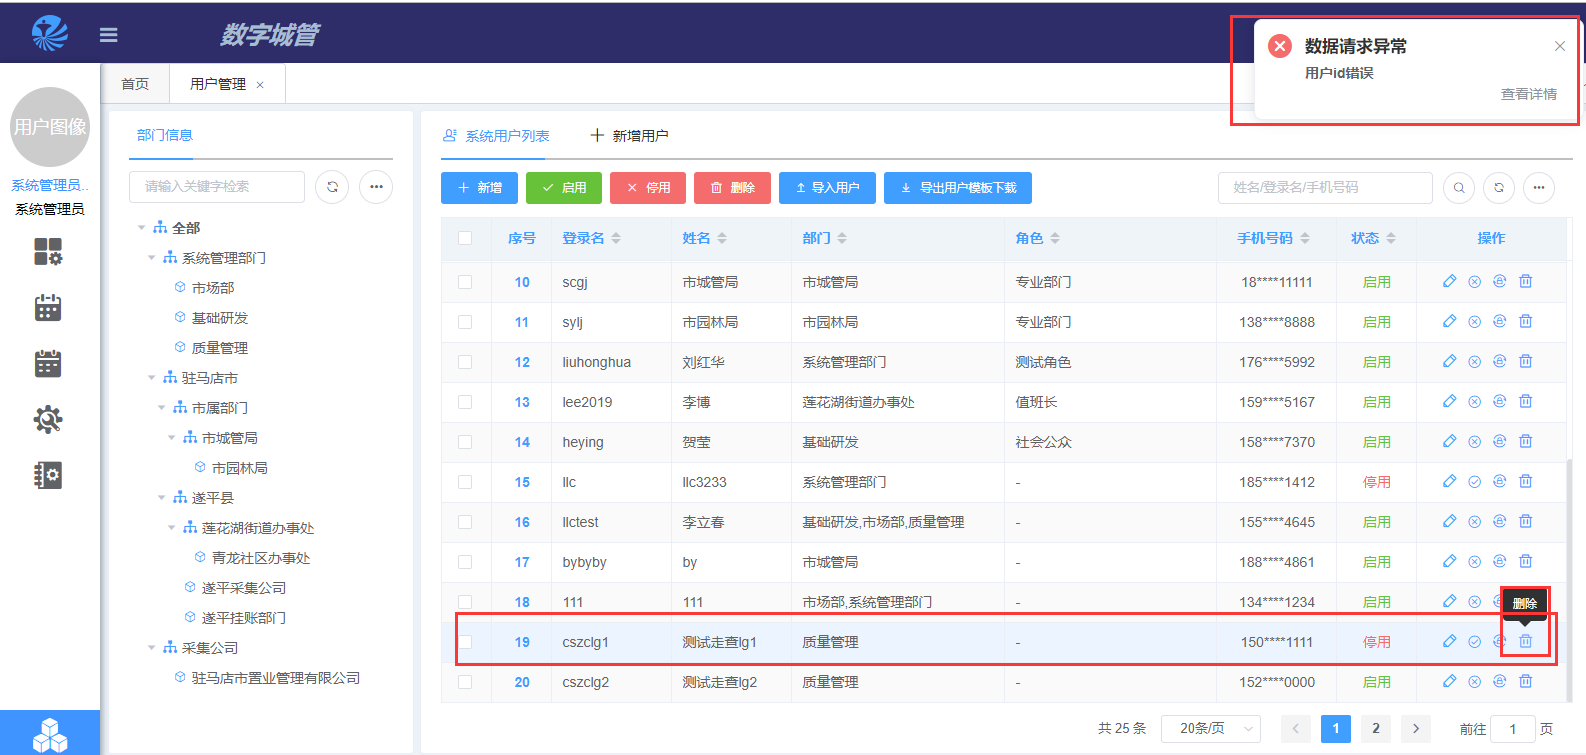 数字城管
数据请求异常
用户id错误
查看详情
首页
用户管理
用户图像
系统管理员..
系统管理员
部门信息
请输入关键字检索
全部
系统管理部门
市场部
基础研发
质量管理
驻马店市
市属部门
市城管局
市园林局
遂平县
莲花湖街道办事处
青龙社区办事处
遂平采集公司
遂平挂账部门
采集公司
驻马店市置业管理有限公司
系统用户列表 新增用户
新增 启用 停用 删除 导入用户 导出用户模板下载 姓名/登录名/手机号码
序号 登录名 姓名 部门 角色 手机号码 状态 操作
10 scgj 市城管局 市城管局 专业部门 18****11111 启用
11 sylj 市园林局 市园林局 专业部门 138****8888 启用
12 liuhonghua 刘红华 系统管理部门 测试角色 176****5992 启用
13 lee2019 李博 莲花湖街道办事处 值班长 159****5167 启用
14 heying 贺莹 基础研发 社会公众 158****7370 启用
15 llc llc3233 系统管理部门 - 185****1412 停用
16 llctest 李立春 基础研发,市场部,质量管理 - 155****4645 启用
17 bybyby by 市城管局 - 188****4861 启用
18 111 111 市场部,系统管理部门 - 134****1234 启用
删除
19 cszclg1 测试走查lg1 质量管理 - 150****1111 停用
20 cszclg2 测试走查lg2 质量管理 - 152****0000 启用
共 25 条 20条/页 1 2 前往 1 页